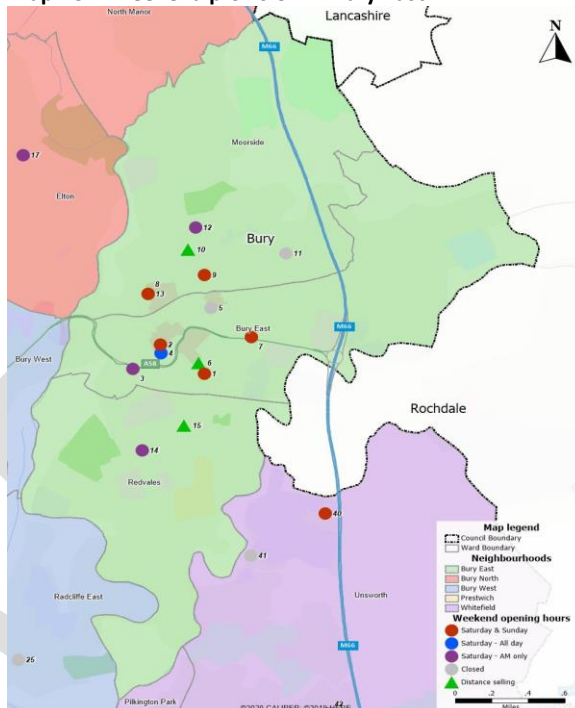 North Manor
Lancashire
M66
N
Moorside
17
Elton
12
10
Bury
11
9
8
13
5
Bury East
M66
2
4
7
Bury West
A58
6
3
1
Rochdale
15
14
Redvales
40
41
Unsworth
Radcliffe East
25
M66
Pilkington Park
Map legend
Council Boundary
Ward Boundary
Neighbourhoods
Bury East
Bury North
Bury West
Prestwich
Whitefield
Weekend opening hours
Saturday & Sunday
Saturday - All day
Saturday - AM only
Closed
Distance selling
0 .2 .4 .6
Miles